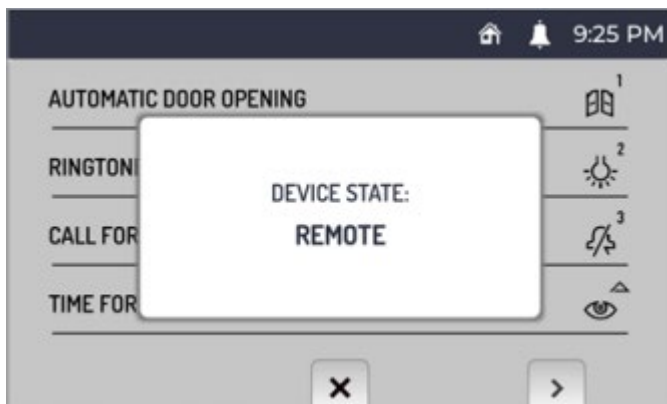 9:25 PM
AUTOMATIC DOOR OPENING
1
RINGTON
2
DEVICE STATE:
REMOTE
CALL FOR
3
TIME FOR